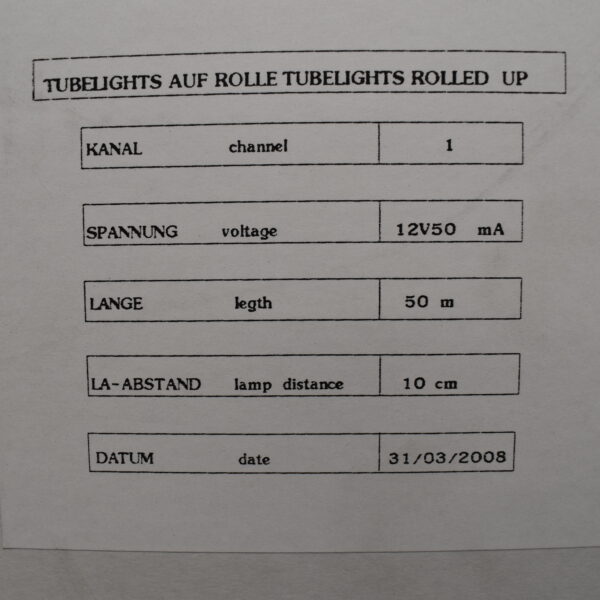 TUBELIGHTS AUF ROLLE TUBELIGHTS ROLLED UP
KANAL channel 1
SPANNUNG voltage 12V50 mA
LANGE legth 50 m
LA-ABSTAND lamp distance 10 cm
DATUM date 31/03/2008